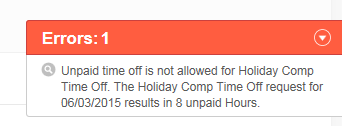 Errors: 1
Unpaid time off is not allowed for Holiday Comp
Time Off. The Holiday Comp Time Off request for
06/03/2015 results in 8 unpaid Hours.